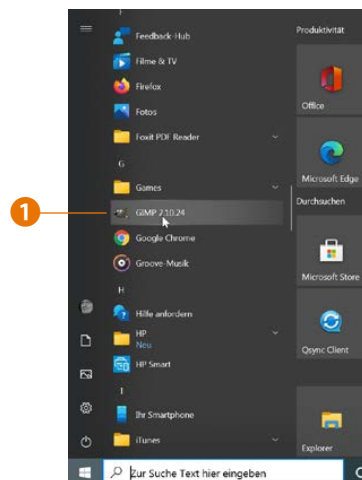 F
Feedback-Hub
Filme & TV
Firefox
Fotos
Foxit PDF Reader
G
Games
1
GIMP 2.10.24
Google Chrome
Groove-Musik
H
Hilfe anfordern
HP
Neu
HP Smart
I
Ihr Smartphone
iTunes
Produktivität
Office
Microsoft Edge
Durchsuchen
Microsoft Store
Qsync Client
Explorer
Zur Suche Text hier eingeben